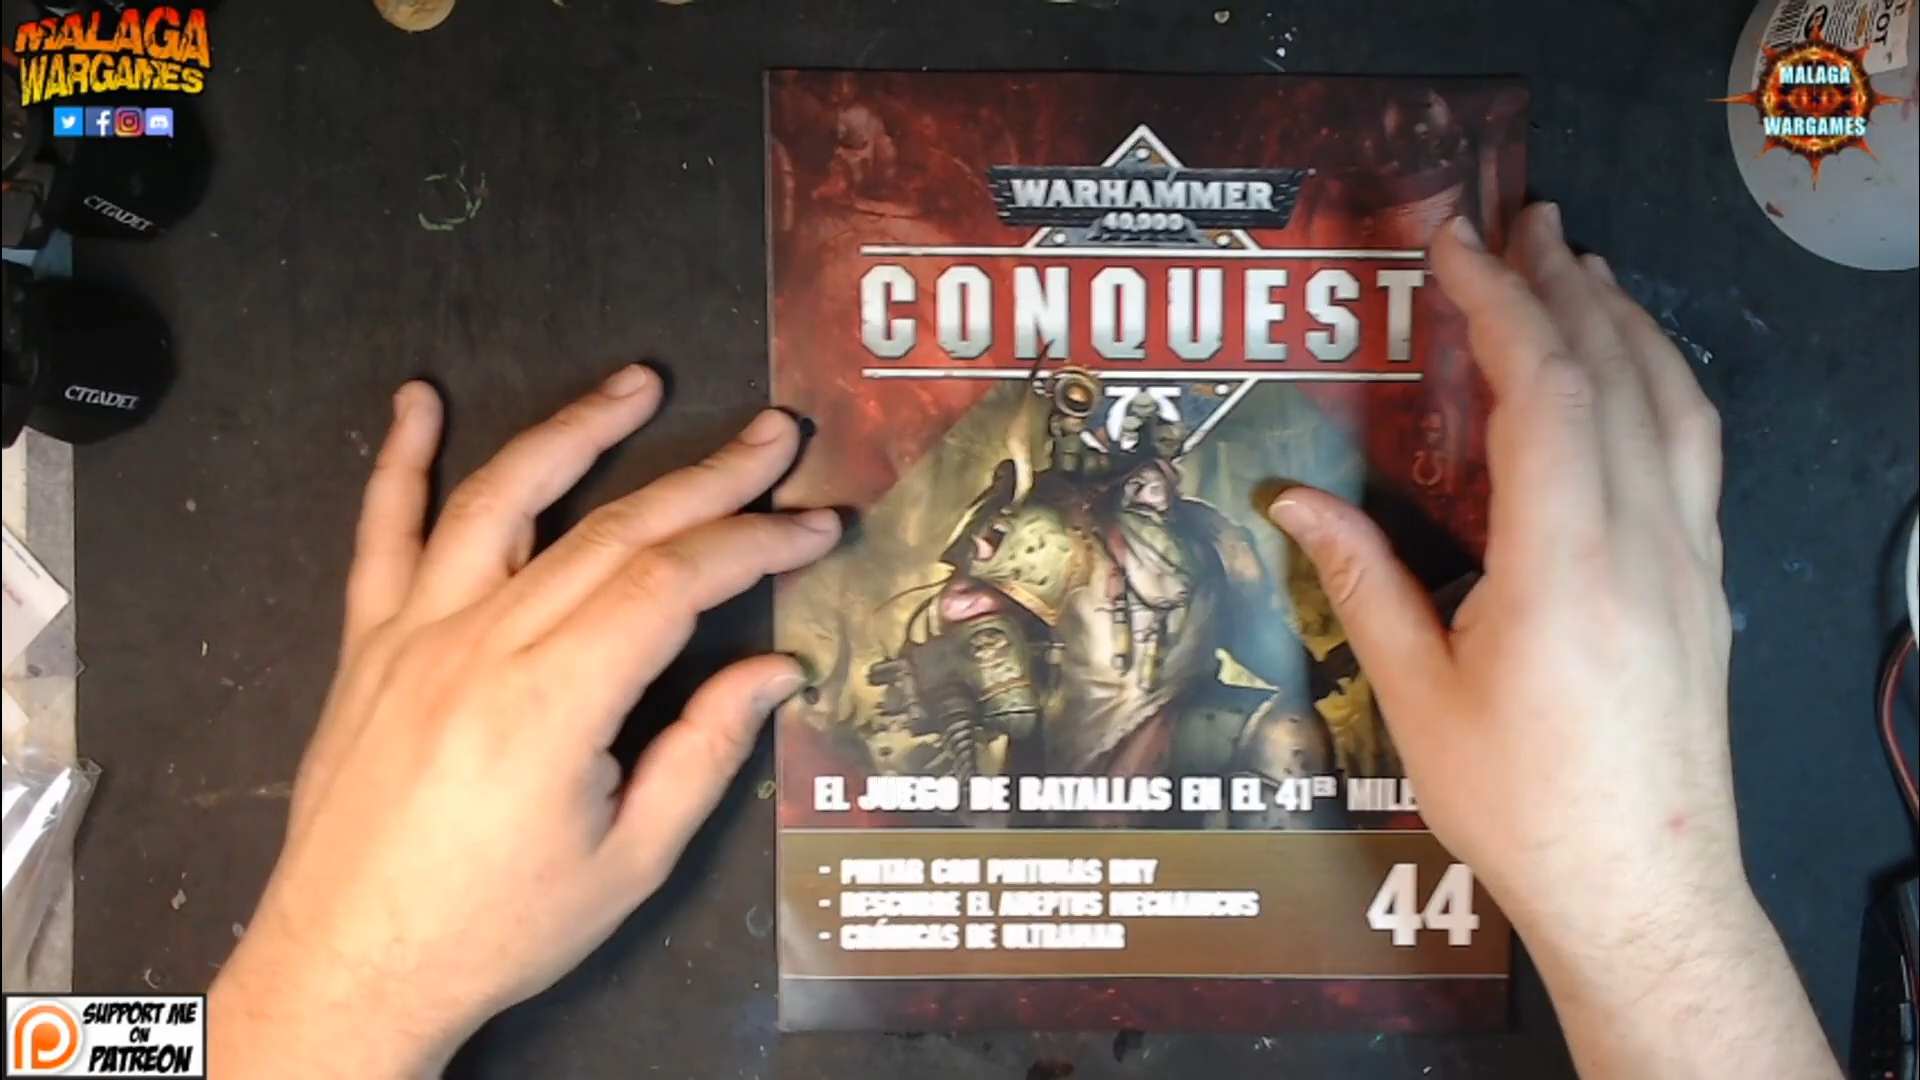 MALAGA
WARGAMES
CITADEL
CITADEL
WARHAMMER
40,000
CONQUEST
EL JUEGO DE BATALLAS EN EL 41ER
- PINTAR CON PINTURAS DRY
- DESCUBRE EL ADEPTUS MECHANICUS
- CRÓNICAS DE ULTRAMAR
44
MALAGA
WARGAMES
SUPPORT ME
ON
PATREON